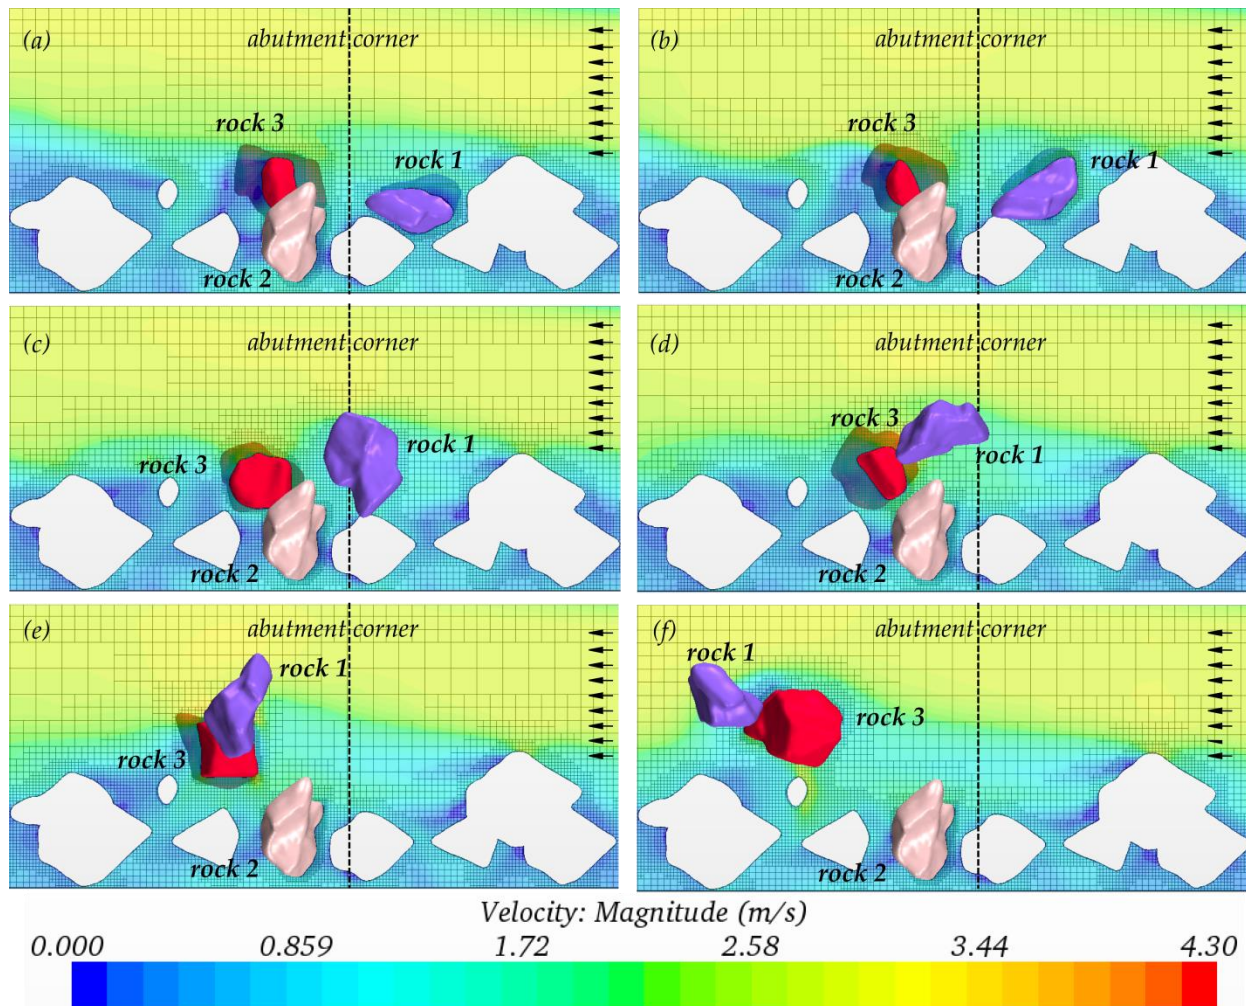 (a)
abutment corner
rock 3
rock 1
rock 2
(b)
abutment corner
rock 3
rock 1
rock 2
(c)
abutment corner
rock 1
rock 3
rock 2
(d)
abutment corner
rock 3
rock 1
rock 2
(e)
abutment corner
rock 1
rock 3
rock 2
(f)
abutment corner
rock 1
rock 3
rock 2
Velocity: Magnitude (m/s)
0.000 0.859 1.72 2.58 3.44 4.30